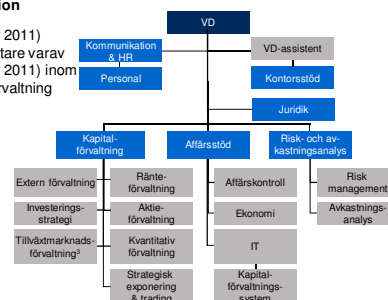 ion
2011)
tare varav
2011) inom
rvaltning
VD
Kommunikation
& HR
Personal
VD-assistent
Kontorsstöd
Juridik
Kapital-
förvaltning
Affärsstöd
Risk- och av-
kastningsanalys
Extern förvaltning
Ränte-
förvaltning
Affärskontroll
Risk
management
Investerings-
strategi
Aktie-
förvaltning
Ekonomi
Avkastnings-
analys
Tillväxtmarknads-
förvaltning³
Kvantitativ
förvaltning
IT
Strategisk
exponering
& trading
Kapital-
förvaltnings-
system